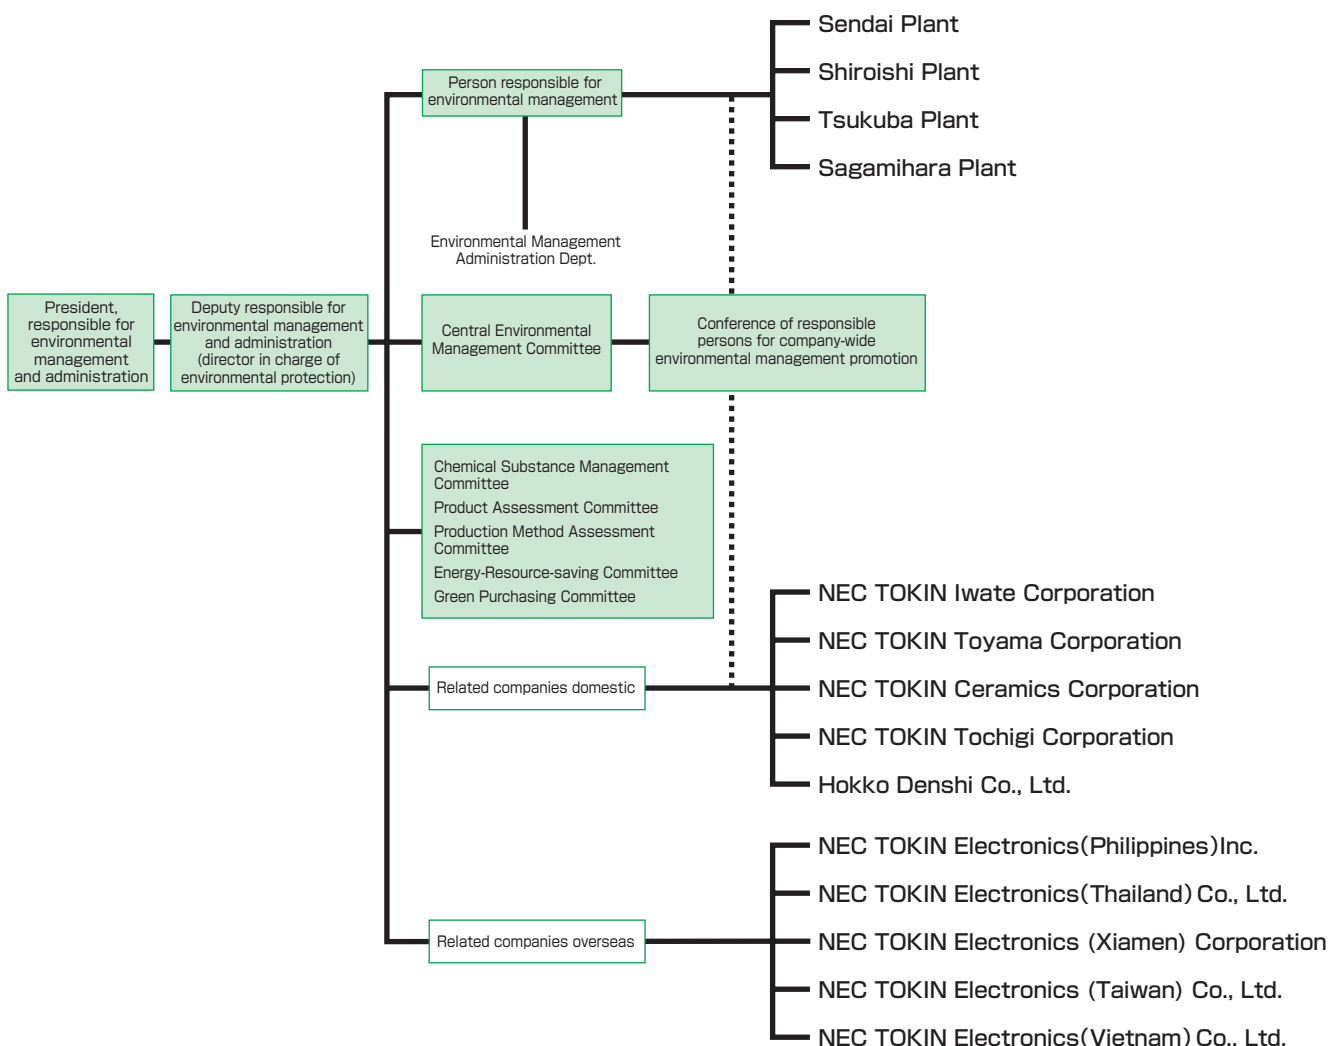 Sendai Plant
Shiroishi Plant
Tsukuba Plant
Sagamihara Plant
Person responsible for
environmental management
Environmental Management
Administration Dept.
President,
responsible for
environmental
management
and administration
Deputy responsible for
environmental management
and administration
(director in charge of
environmental protection)
Central Environmental
Management Committee
Conference of responsible
persons for company-wide
environmental management promotion
Chemical Substance Management
Committee
Product Assessment Committee
Production Method Assessment
Committee
Energy-Resource-saving Committee
Green Purchasing Committee
Related companies domestic
NEC TOKIN Iwate Corporation
NEC TOKIN Toyama Corporation
NEC TOKIN Ceramics Corporation
NEC TOKIN Tochigi Corporation
Hokko Denshi Co., Ltd.
Related companies overseas
NEC TOKIN Electronics(Philippines)Inc.
NEC TOKIN Electronics(Thailand) Co., Ltd.
NEC TOKIN Electronics (Xiamen) Corporation
NEC TOKIN Electronics (Taiwan) Co., Ltd.
NEC TOKIN Electronics(Vietnam) Co., Ltd.